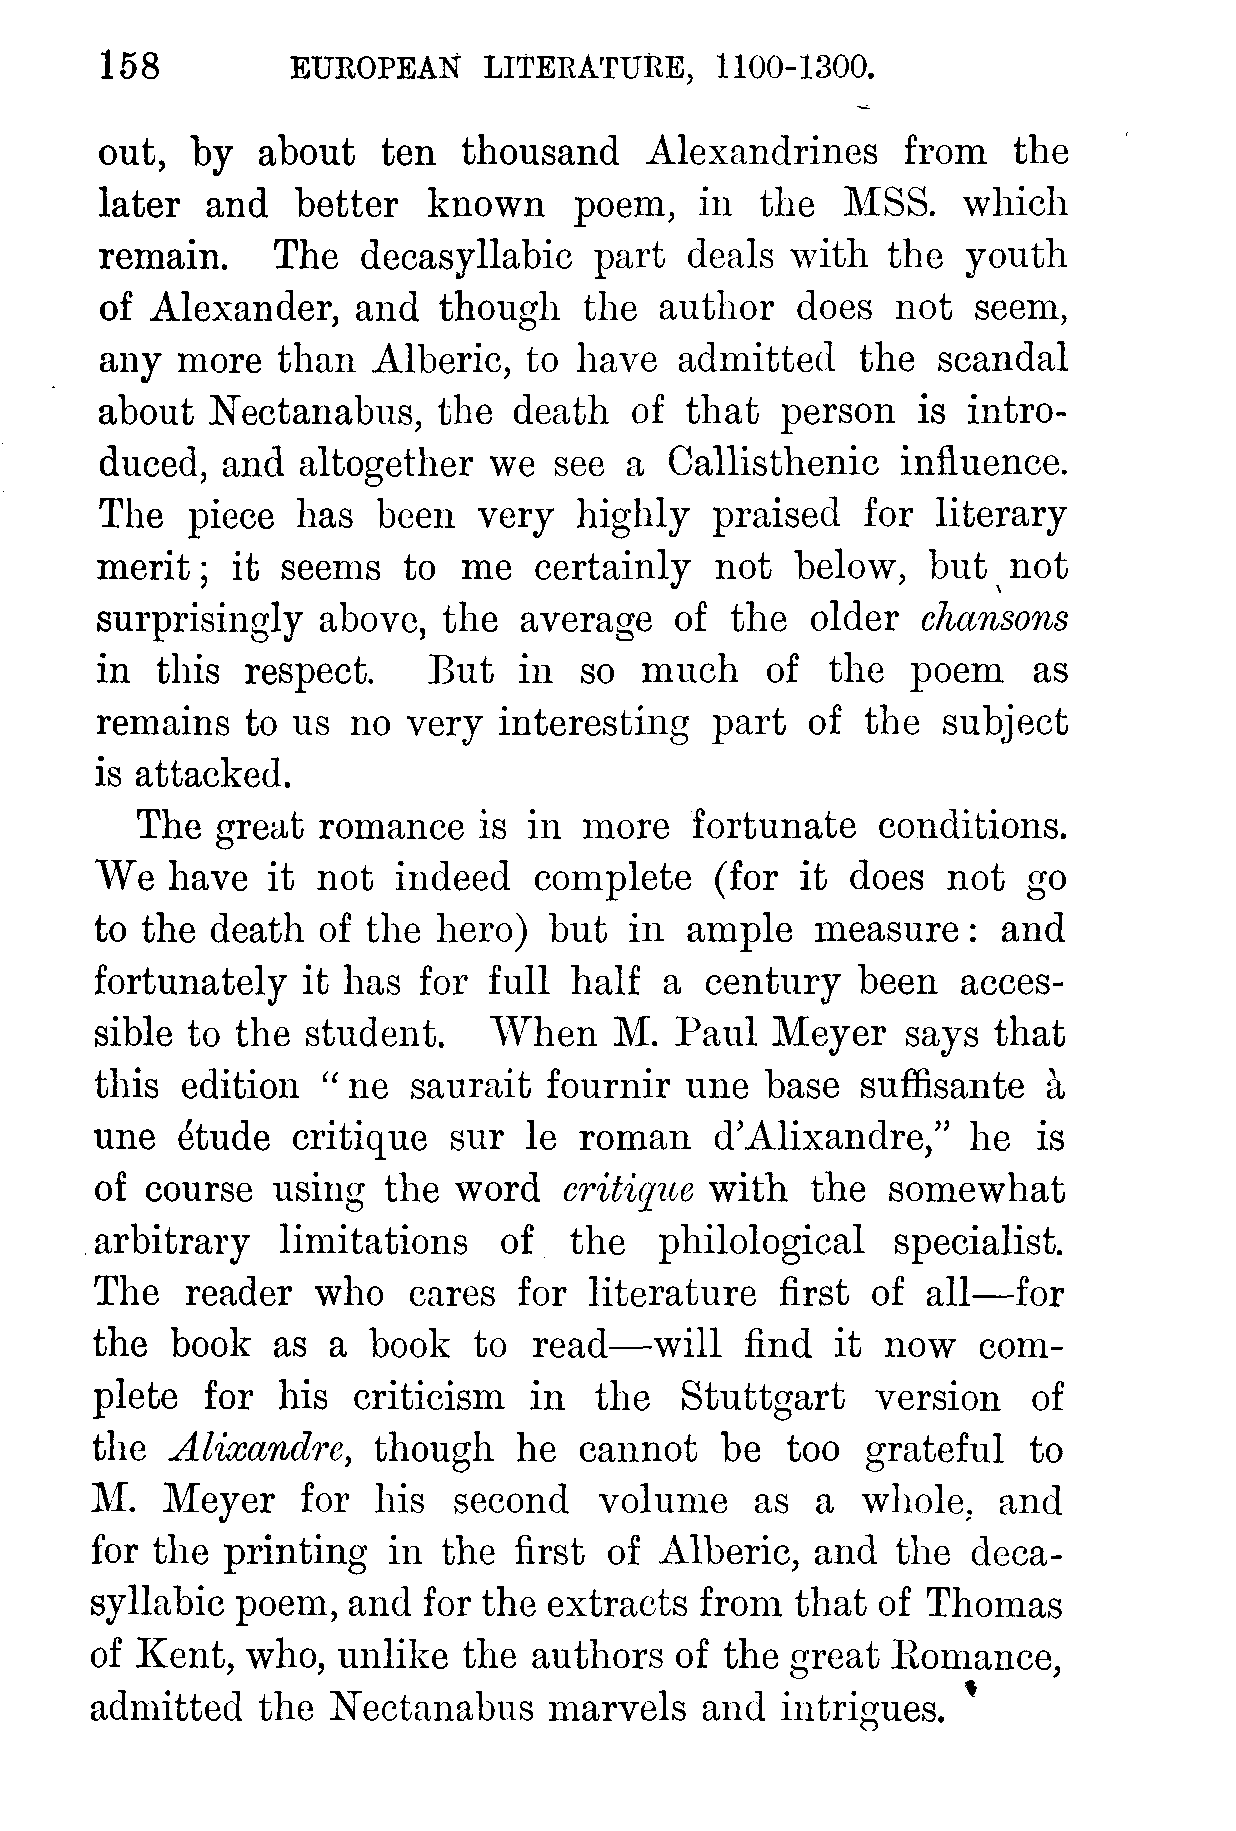 158 EUROPEAN LITERATURE, 1100-1300.
out, by about ten thousand Alexandrines from the
later and better known poem, in the MSS. which
remain. The decasyllabic part deals with the youth
of Alexander, and though the author does not seem,
any more than Alberic, to have admitted the scandal
about Nectanabus, the death of that person is intro-
duced, and altogether we see a Callisthenic influence.
The piece has been very highly praised for literary
merit; it seems to me certainly not below, but not
surprisingly above, the average of the older chansons
in this respect. But in so much of the poem as
remains to us no very interesting part of the subject
is attacked.
The great romance is in more fortunate conditions.
We have it not indeed complete (for it does not go
to the death of the hero) but in ample measure: and
fortunately it has for full half a century been acces-
sible to the student. When M. Paul Meyer says that
this edition "ne saurait fournir une base suffisante à
une étude critique sur le roman d'Alixandre," he is
of course using the word critique with the somewhat
arbitrary limitations of the philological specialist.
The reader who cares for literature first of all—for
the book as a book to read—will find it now com-
plete for his criticism in the Stuttgart version of
the Alixandre, though he cannot be too grateful to
M. Meyer for his second volume as a whole, and
for the printing in the first of Alberic, and the deca-
syllabic poem, and for the extracts from that of Thomas
of Kent, who, unlike the authors of the great Romance,
admitted the Nectanabus marvels and intrigues.